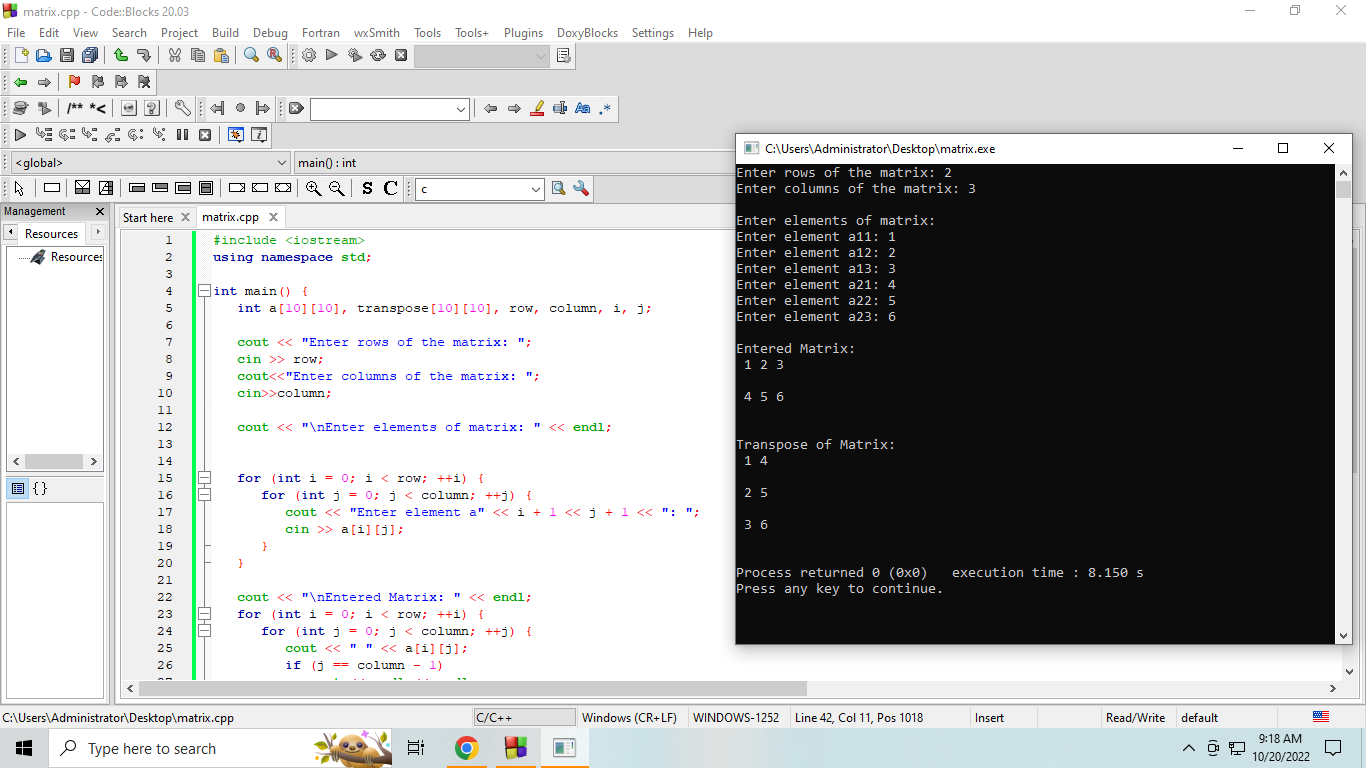 matrix.cpp - Code::Blocks 20.03
File Edit View Search Project Build Debug Fortran wxSmith Tools Tools+ Plugins DoxyBlocks Settings Help
/** *<
Aa .*
<global>
main() : int
S C
c
Management
Resources
Resources
{}
Start here
matrix.cpp
1 #include <iostream>
2 using namespace std;
3
4 int main() {
5 int a[10][10], transpose[10][10], row, column, i, j;
6
7 cout << "Enter rows of the matrix: ";
8 cin >> row;
9 cout<<"Enter columns of the matrix: ";
10 cin>>column;
11
12 cout << "\nEnter elements of matrix: " << endl;
13
14
15 for (int i = 0; i < row; ++i) {
16 for (int j = 0; j < column; ++j) {
17 cout << "Enter element a" << i + 1 << j + 1 << ": ";
18 cin >> a[i][j];
19 }
20 }
21
22 cout << "\nEntered Matrix: " << endl;
23 for (int i = 0; i < row; ++i) {
24 for (int j = 0; j < column; ++j) {
25 cout << " " << a[i][j];
26 if (j == column - 1)
C:\Users\Administrator\Desktop\matrix.exe
Enter rows of the matrix: 2
Enter columns of the matrix: 3
Enter elements of matrix:
Enter element a11: 1
Enter element a12: 2
Enter element a13: 3
Enter element a21: 4
Enter element a22: 5
Enter element a23: 6
Entered Matrix:
1 2 3
4 5 6
Transpose of Matrix:
1 4
2 5
3 6
Process returned 0 (0x0) execution time : 8.150 s
Press any key to continue.
C:\Users\Administrator\Desktop\matrix.cpp
C/C++
Windows (CR+LF)
WINDOWS-1252
Line 42, Col 11, Pos 1018
Insert
Read/Write
default
Type here to search
9:18 AM
10/20/2022